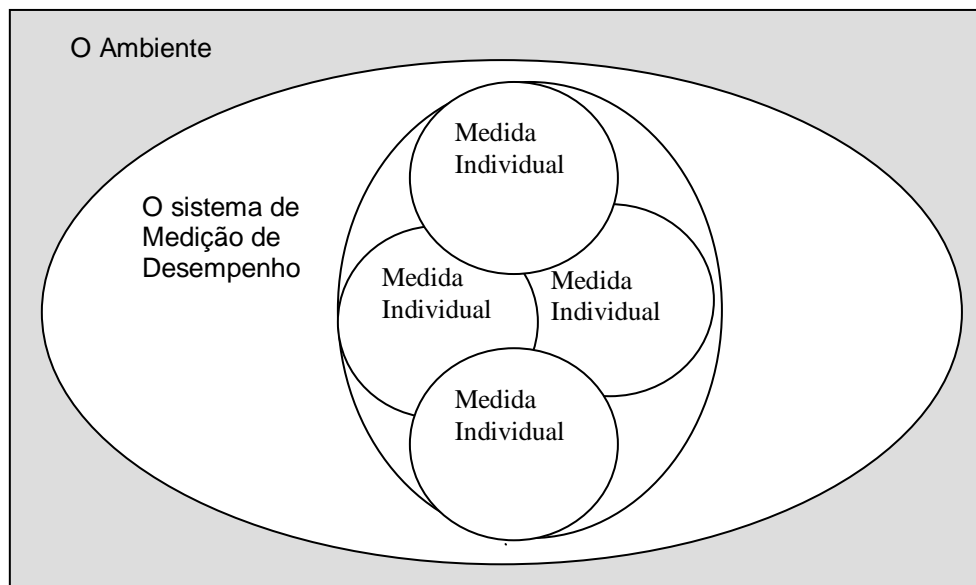 O Ambiente
Medida
Individual
O sistema de
Medição de
Desempenho
Medida
Individual
Medida
Individual
Medida
Individual